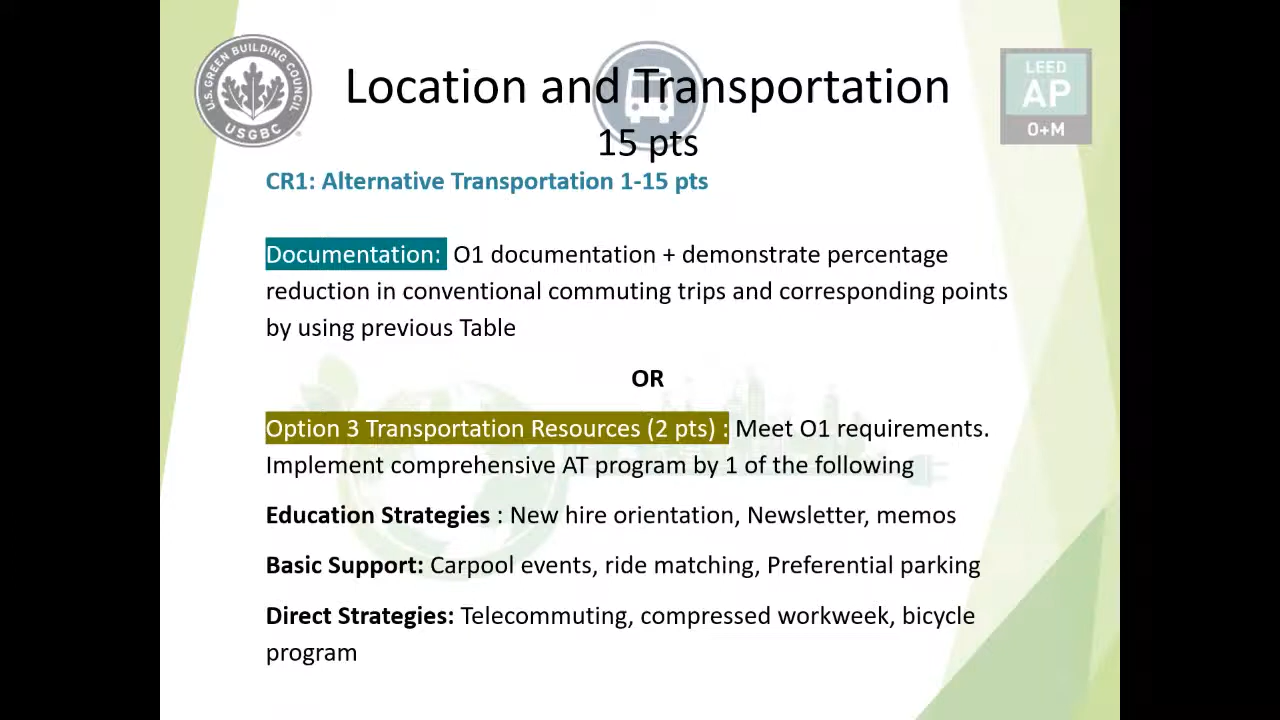 U.S. GREEN BUILDING COUNCIL
USGBC
Location and Transportation
LEED
AP
O+M
15 pts
CR1: Alternative Transportation 1-15 pts
Documentation: O1 documentation + demonstrate percentage
reduction in conventional commuting trips and corresponding points
by using previous Table
OR
Option 3 Transportation Resources (2 pts) : Meet O1 requirements.
Implement comprehensive AT program by 1 of the following
Education Strategies : New hire orientation, Newsletter, memos
Basic Support: Carpool events, ride matching, Preferential parking
Direct Strategies: Telecommuting, compressed workweek, bicycle
program